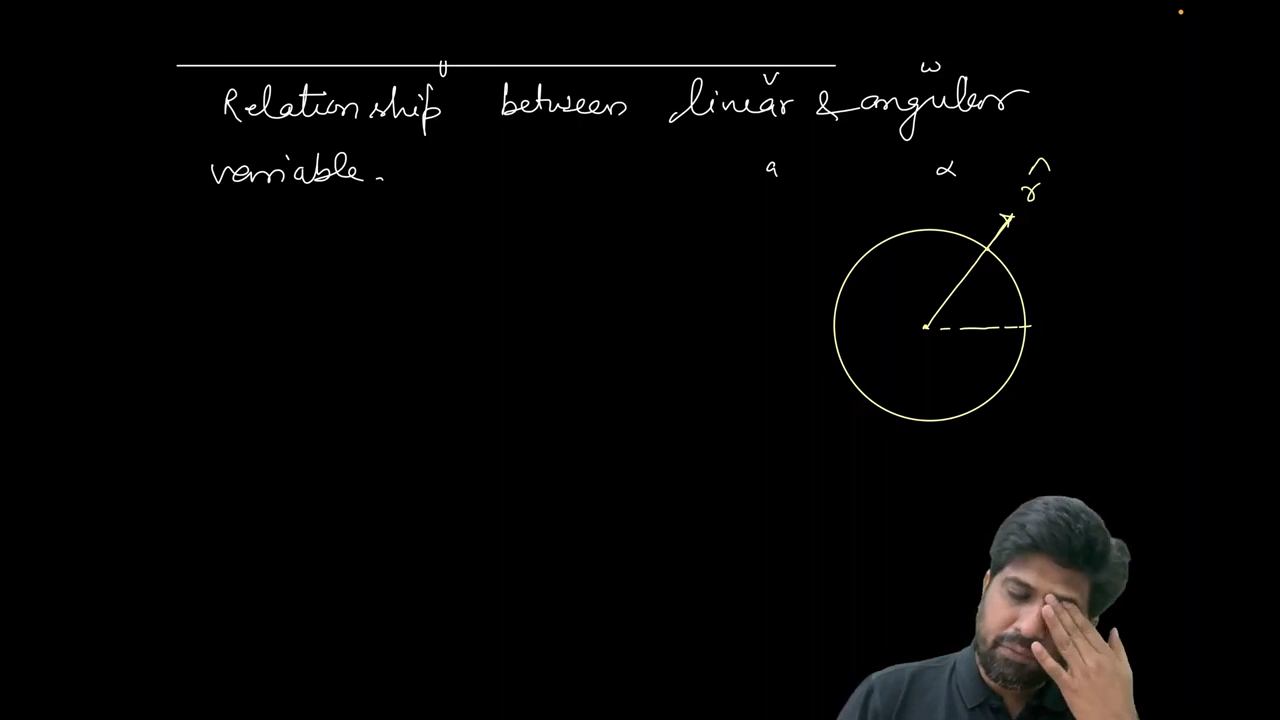 v ω
Relationship between linear & angular
variable.
a α
r̂